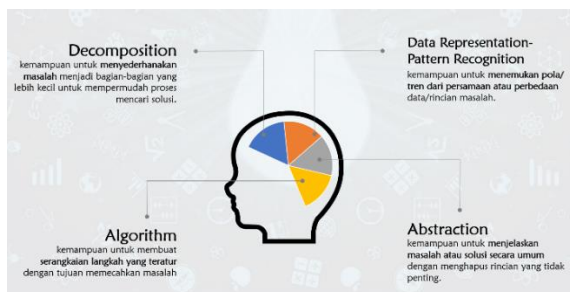 Decomposition
kemampuan untuk menyederhanakan
masalah menjadi bagian-bagian yang
lebih kecil untuk mempermudah proses
mencari solusi.
Data Representation-
Pattern Recognition
kemampuan untuk menemukan pola/
tren dari persamaan atau perbedaan
data/rincian masalah.
Algorithm
kemampuan untuk membuat
serangkaian langkah yang teratur
dengan tujuan memecahkan masalah
Abstraction
kemampuan untuk menjelaskan
masalah atau solusi secara umum
dengan menghapus rincian yang tidak
penting.